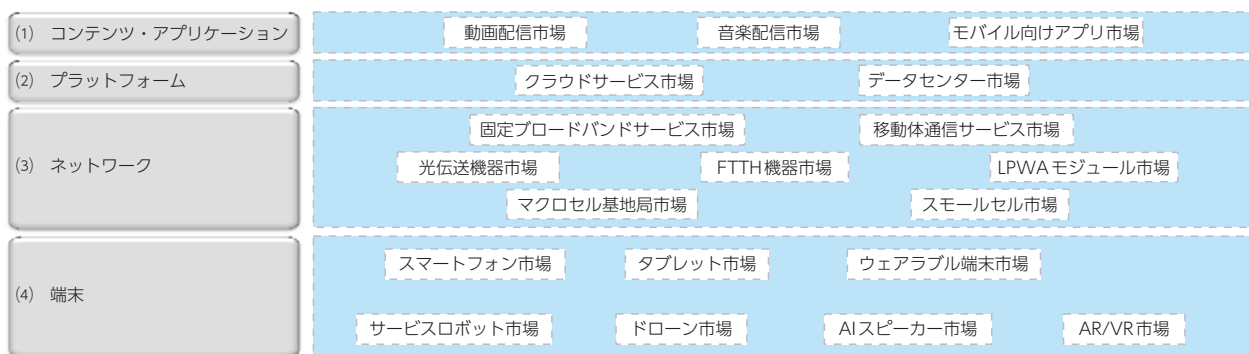 (1) コンテンツ・アプリケーション
動画配信市場 音楽配信市場 モバイル向けアプリ市場
(2) プラットフォーム
クラウドサービス市場 データセンター市場
(3) ネットワーク
固定ブロードバンドサービス市場 移動体通信サービス市場
光伝送機器市場 FTTH機器市場 LPWAモジュール市場
マクロセル基地局市場 スモールセル市場
(4) 端末
スマートフォン市場 タブレット市場 ウェアラブル端末市場
サービスロボット市場 ドローン市場 AIスピーカー市場 AR/VR市場